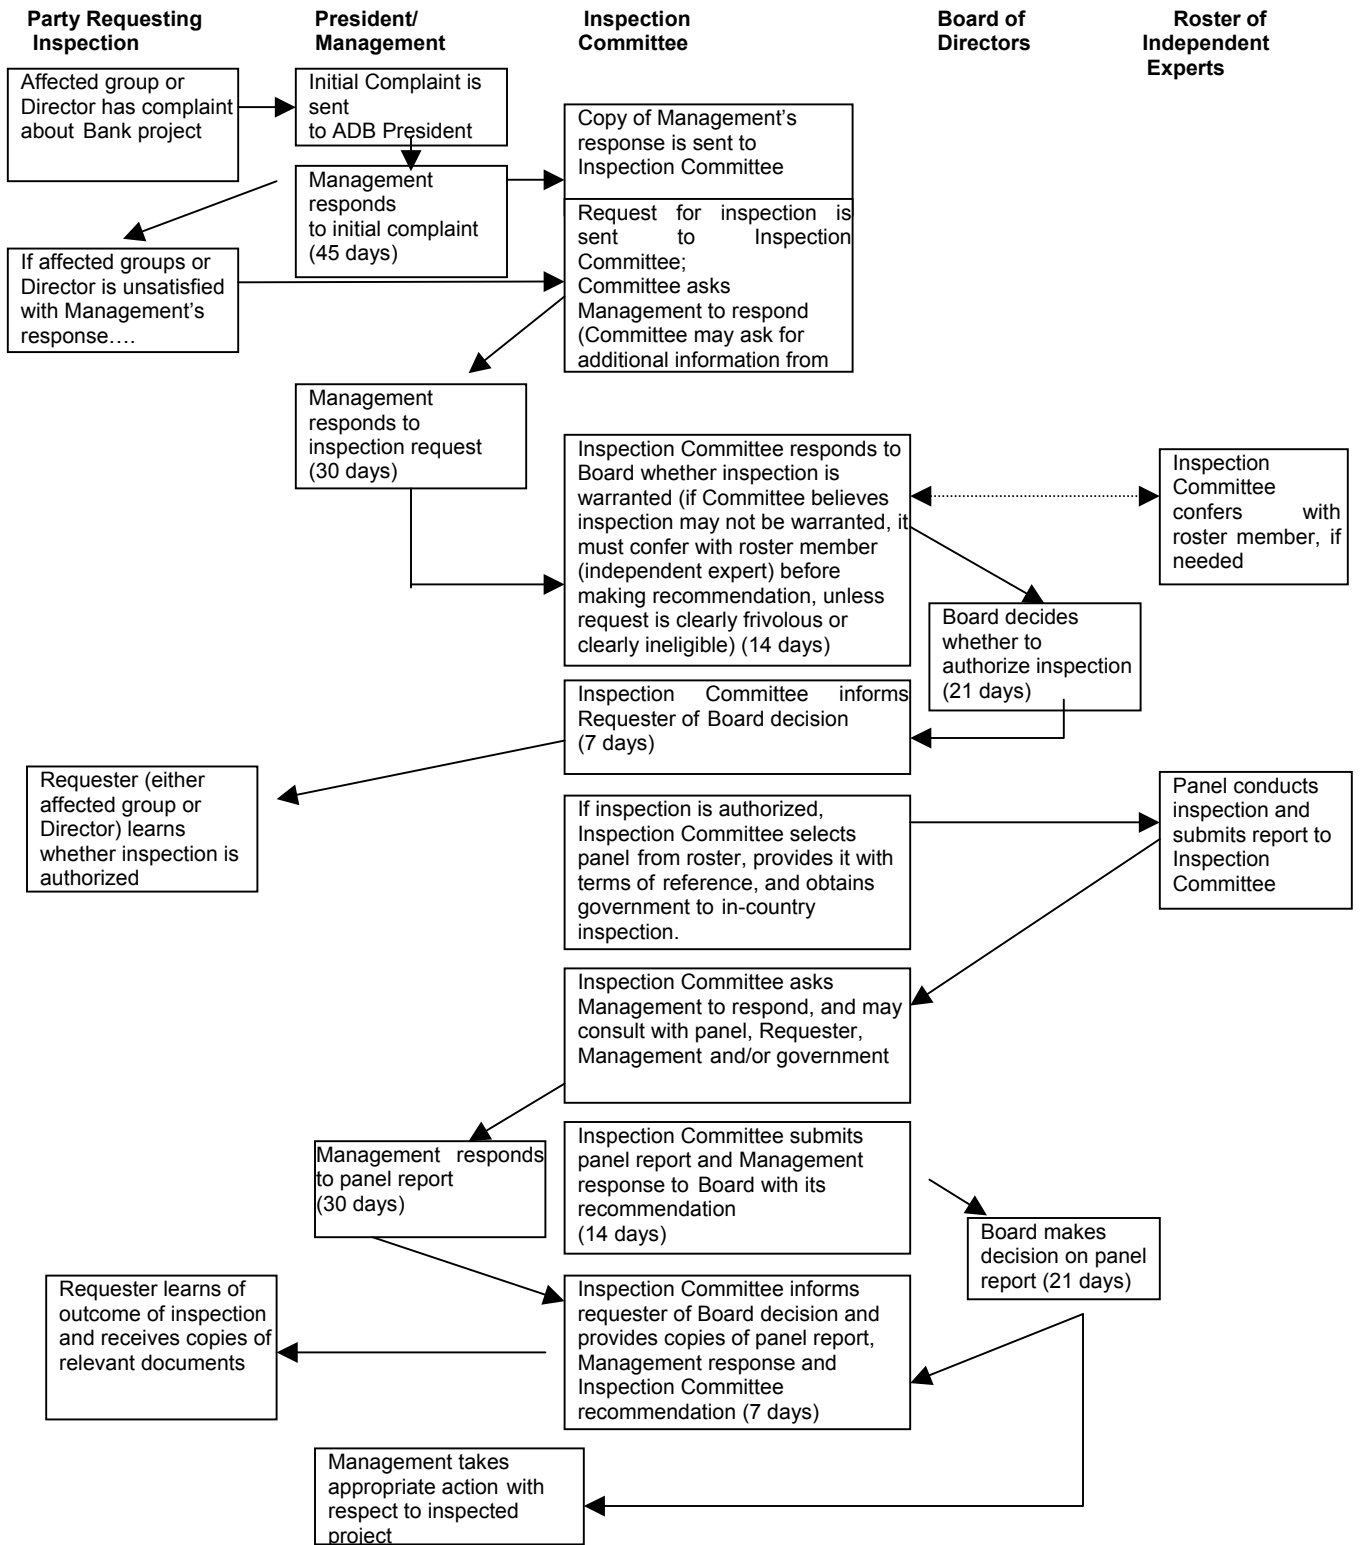 Party Requesting
Inspection
President/
Management
Inspection
Committee
Board of
Directors
Roster of
Independent
Experts
Affected group or
Director has complaint
about Bank project
Initial Complaint is
sent
to ADB President
Copy of Management's
response is sent to
Inspection Committee
Management
responds
to initial complaint
(45 days)
Request for inspection is
sent to Inspection
Committee;
Committee asks
Management to respond
(Committee may ask for
additional information from
If affected groups or
Director is unsatisfied
with Management's
response….
Management
responds to
inspection request
(30 days)
Inspection Committee responds to
Board whether inspection is
warranted (if Committee believes
inspection may not be warranted, it
must confer with roster member
(independent expert) before
making recommendation, unless
request is clearly frivolous or
clearly ineligible) (14 days)
Inspection
Committee
confers with
roster member, if
needed
Board decides
whether to
authorize inspection
(21 days)
Inspection Committee informs
Requester of Board decision
(7 days)
Requester (either
affected group or
Director) learns
whether inspection is
authorized
If inspection is authorized,
Inspection Committee selects
panel from roster, provides it with
terms of reference, and obtains
government to in-country
inspection.
Panel conducts
inspection and
submits report to
Inspection
Committee
Inspection Committee asks
Management to respond, and may
consult with panel, Requester,
Management and/or government
Management responds
to panel report
(30 days)
Inspection Committee submits
panel report and Management
response to Board with its
recommendation
(14 days)
Board makes
decision on panel
report (21 days)
Requester learns of
outcome of inspection
and receives copies of
relevant documents
Inspection Committee informs
requester of Board decision and
provides copies of panel report,
Management response and
Inspection Committee
recommendation (7 days)
Management takes
appropriate action with
respect to inspected
project